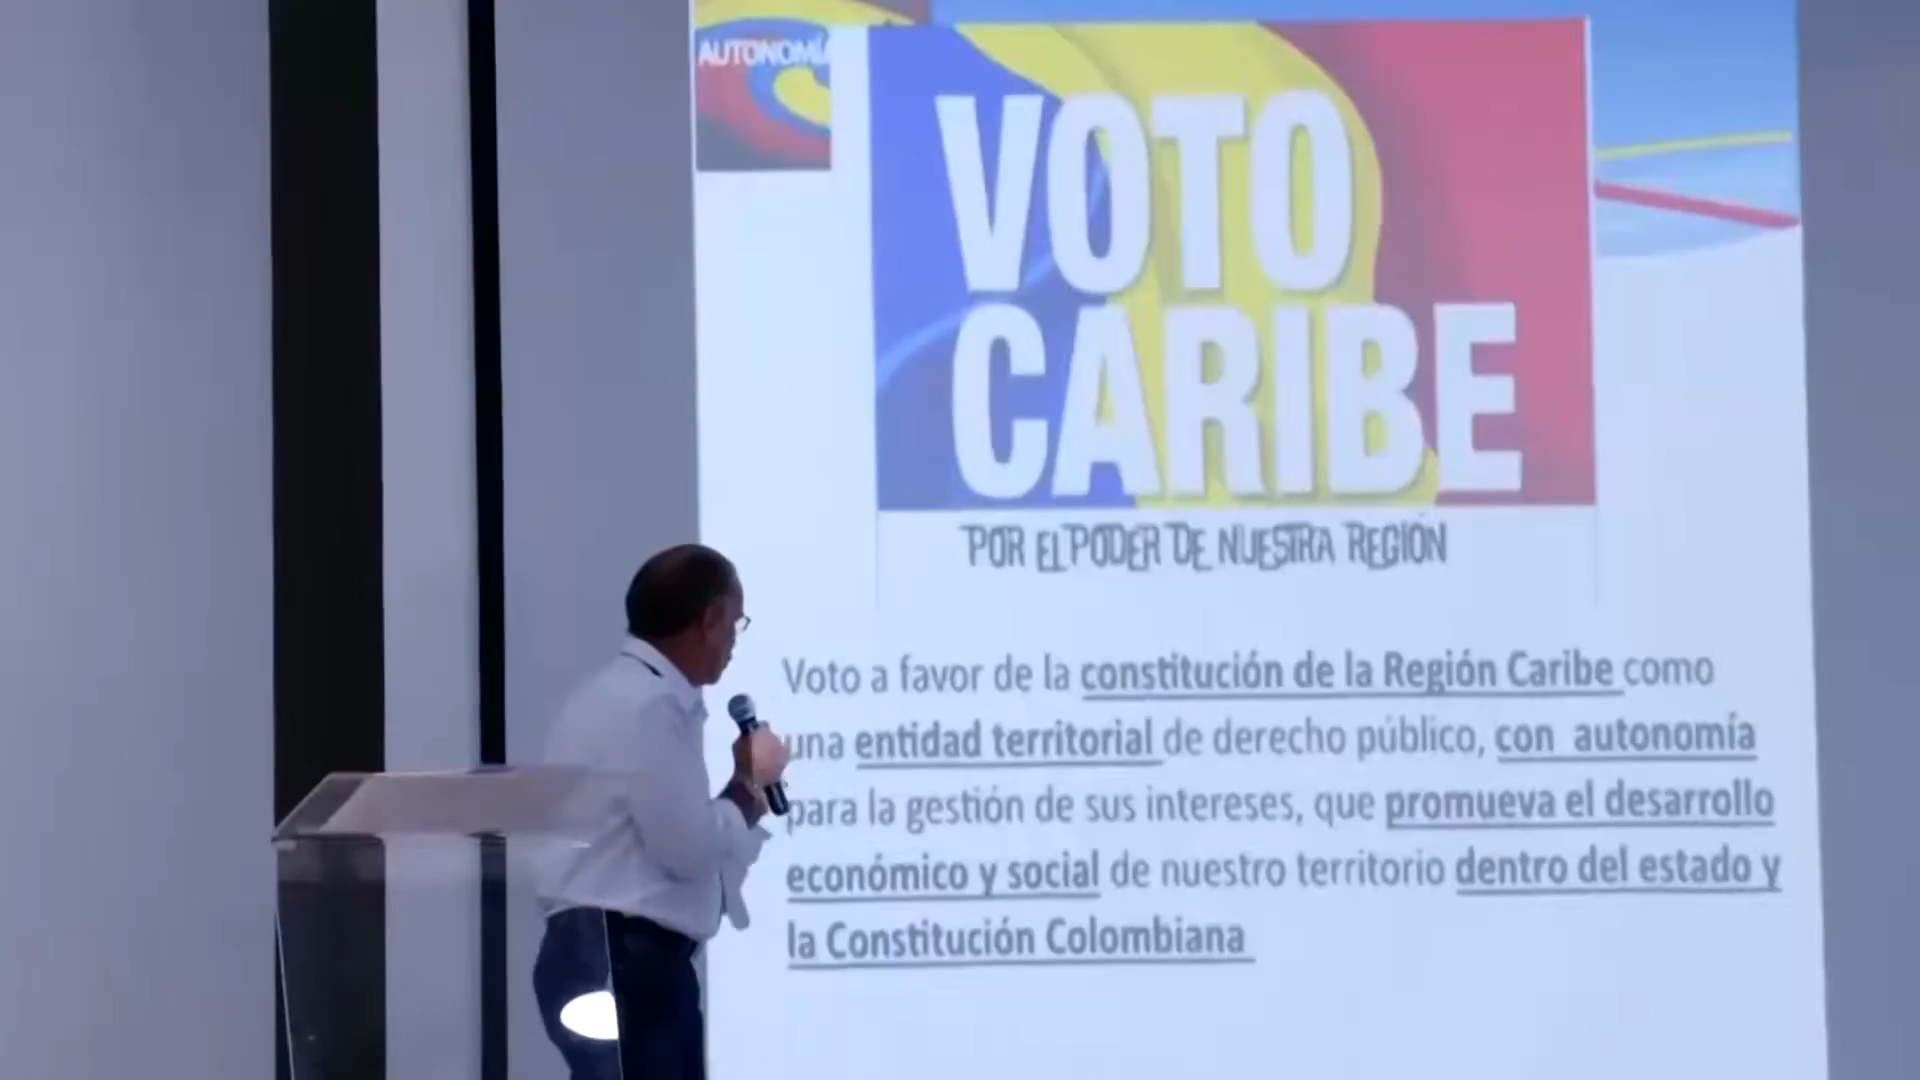 AUTONOMÍA
VOTO
CARIBE
POR EL PODER DE NUESTRA REGIÓN
Voto a favor de la constitución de la Región Caribe como
una entidad territorial de derecho público, con autonomía
para la gestión de sus intereses, que promueva el desarrollo
económico y social de nuestro territorio dentro del estado y
la Constitución Colombiana